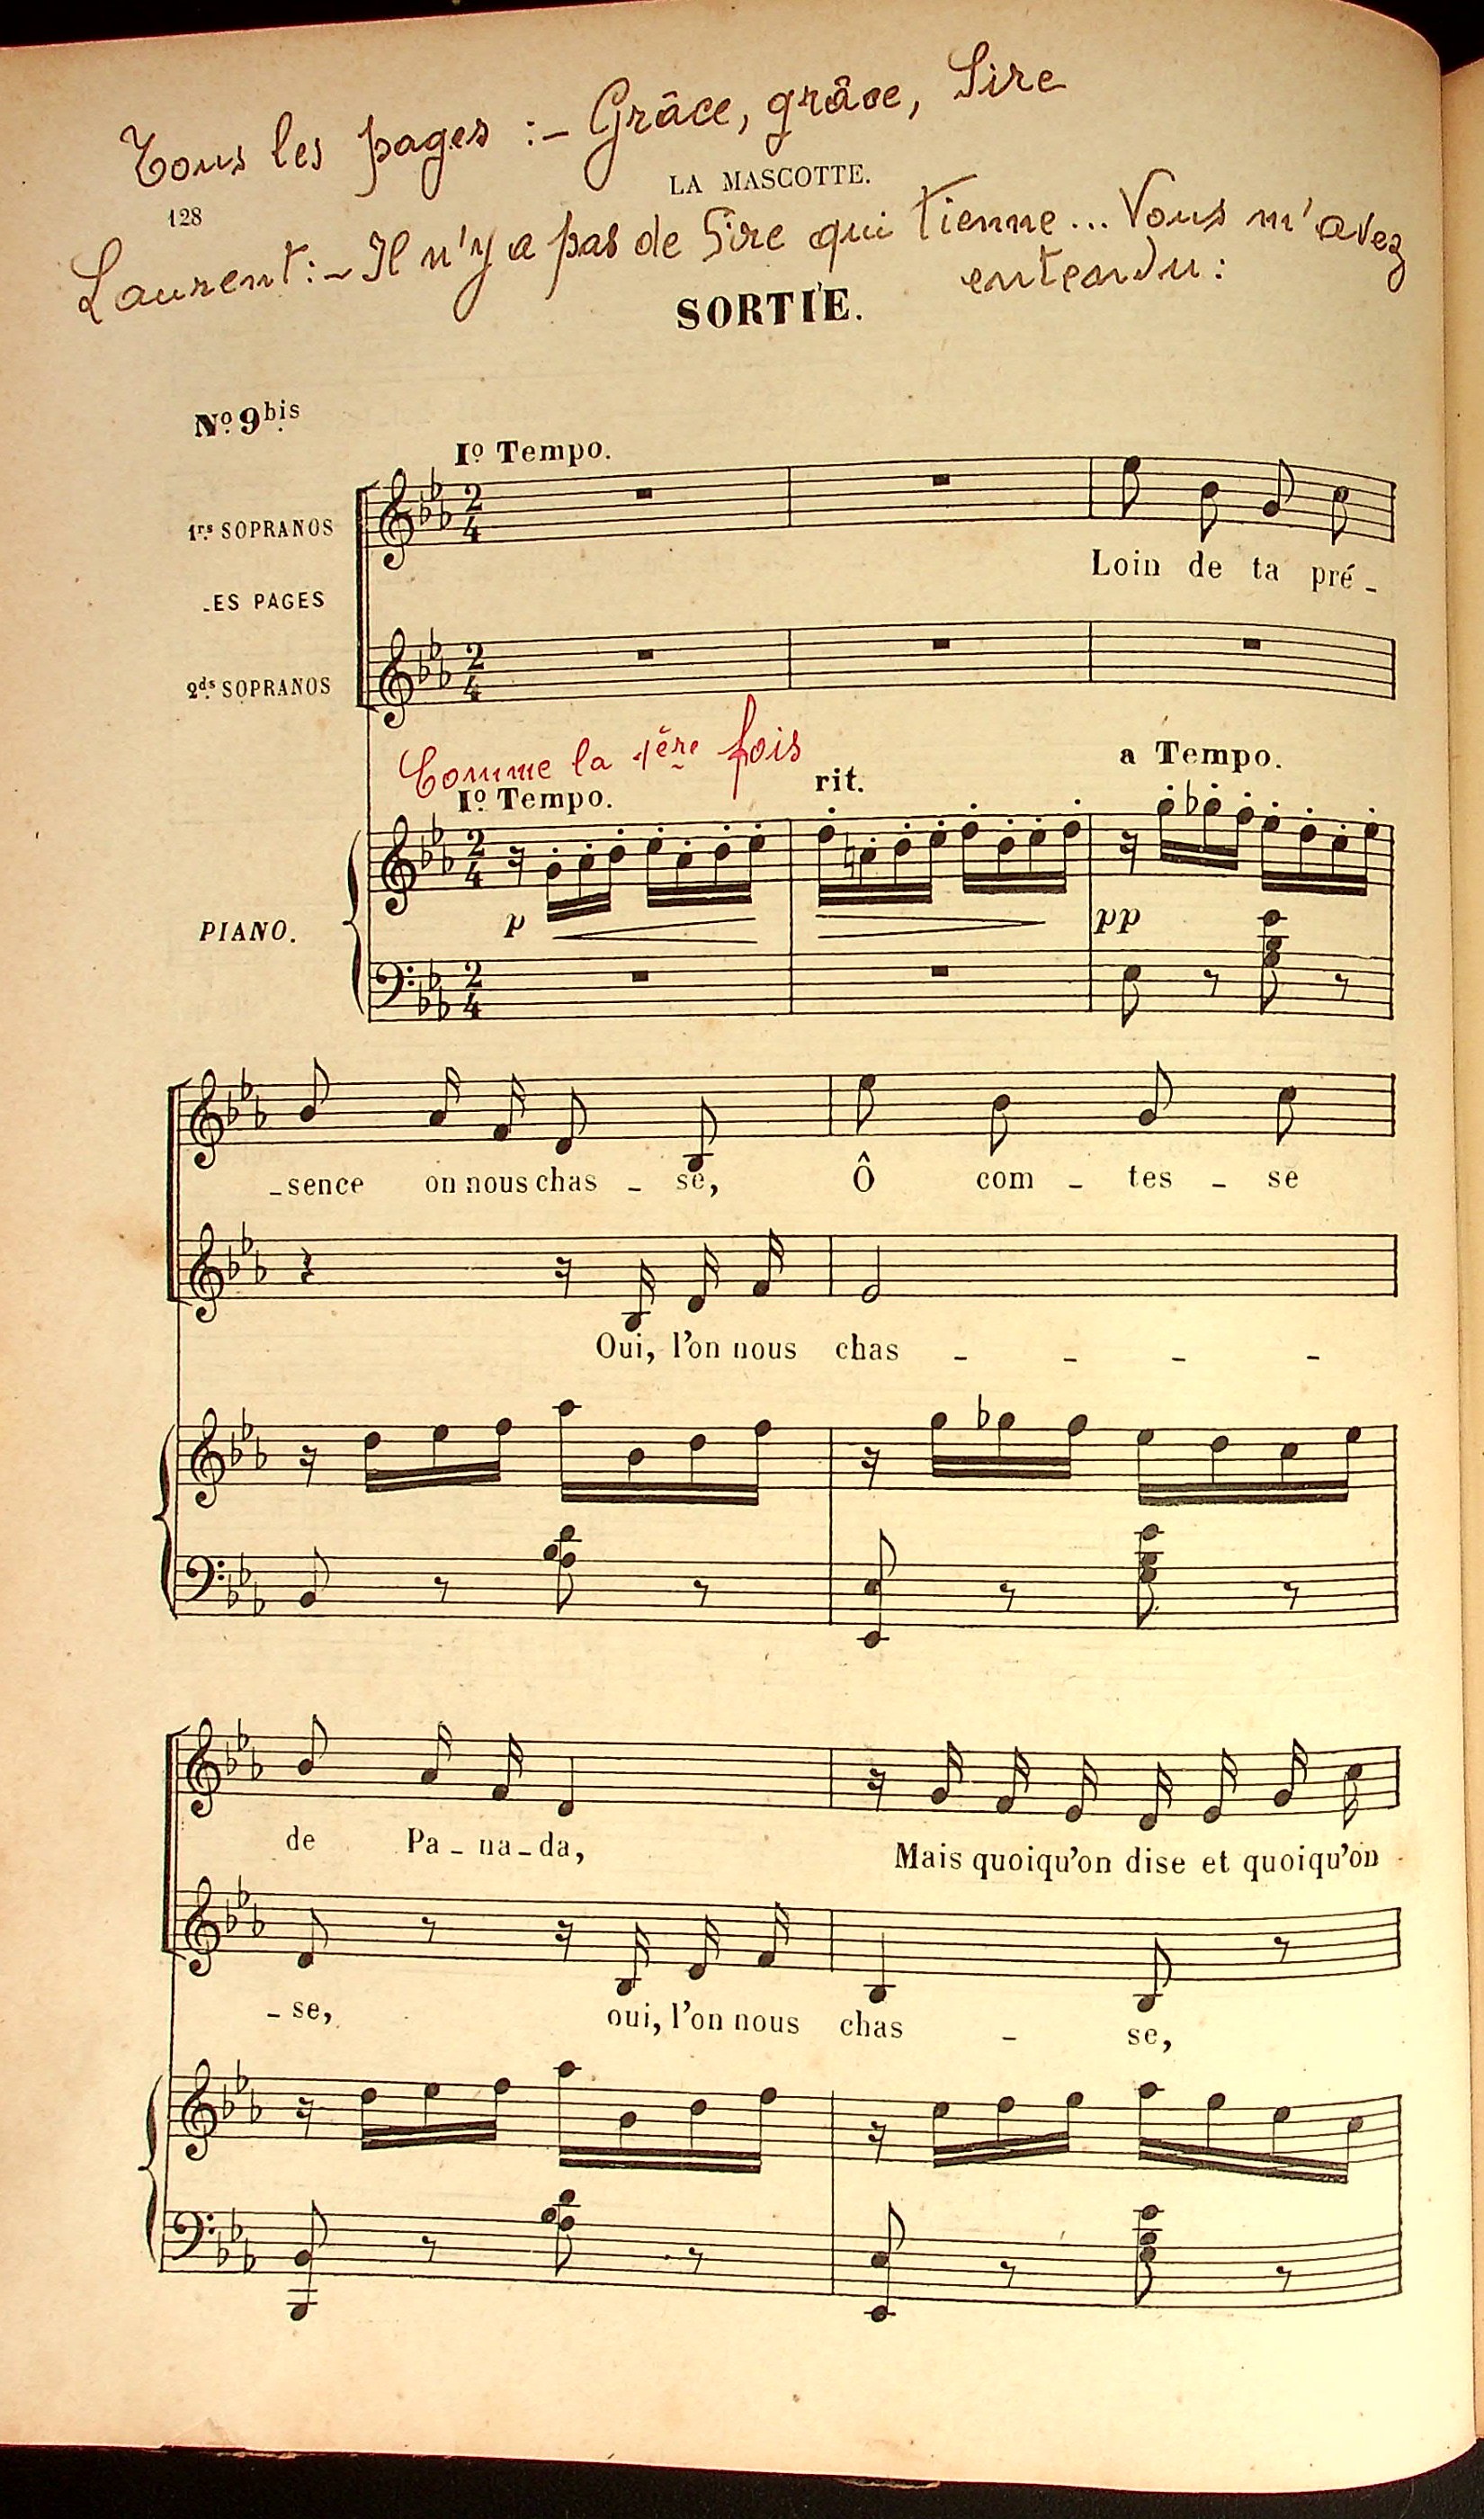 Tous les pages :- Grâce, grâce, Sire
LA MASCOTTE.
128
Laurent:- Il n'y a pas de Sire qui tienne... Vous m'avez
entendu :
SORTIE.
Nº 9bis
Iº Tempo.
1rs SOPRANOS
Loin de ta pré-
ES PAGES
2ds SOPRANOS
Comme la 1ère fois
rit.
a Tempo.
Iº Tempo.
PIANO.
p
pp
-sence on nous chas - se, Ô com - tes - se
Oui, l'on nous chas - - - -
de Pa-na-da, Mais quoiqu'on dise et quoiqu'on
- se, oui, l'on nous chas - se,